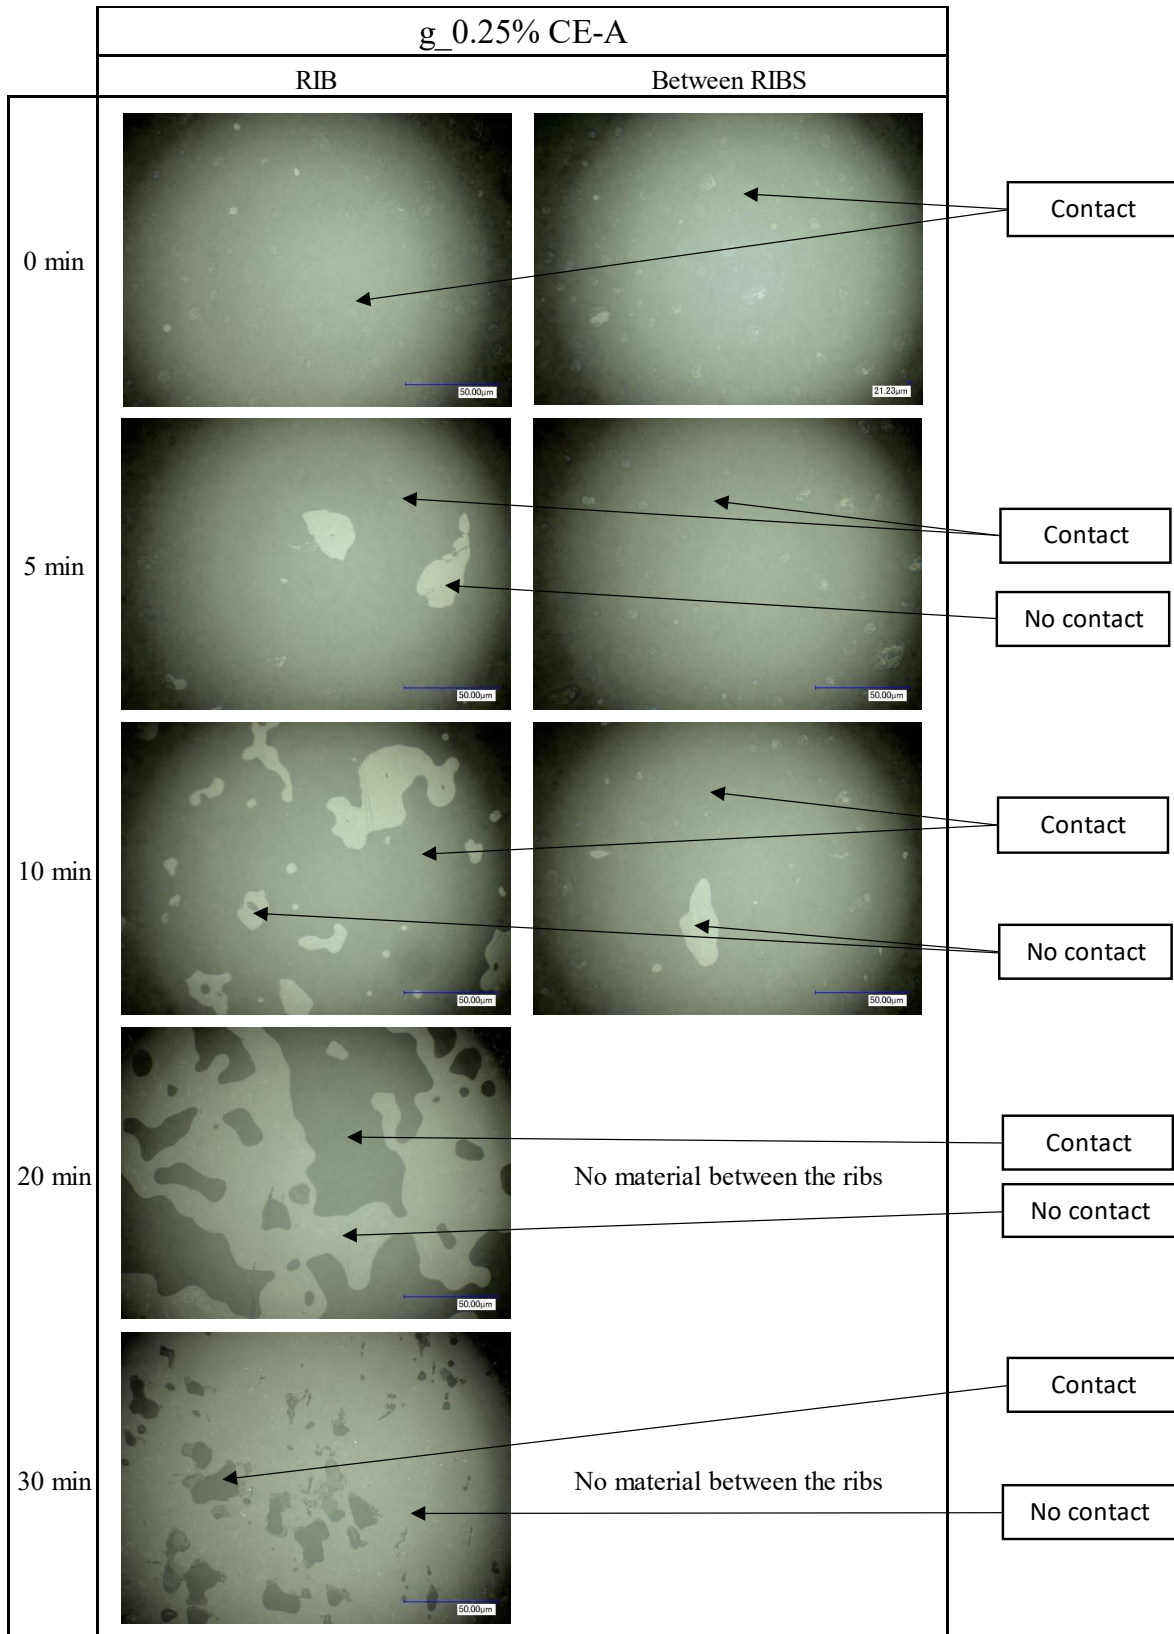 g_0.25% CE-A
RIB Between RIBS
0 min
50.00µm
21.23µm
Contact
5 min
50.00µm
50.00µm
Contact
No contact
10 min
50.00µm
50.00µm
Contact
No contact
20 min
50.00µm
No material between the ribs
Contact
No contact
30 min
50.00µm
No material between the ribs
Contact
No contact